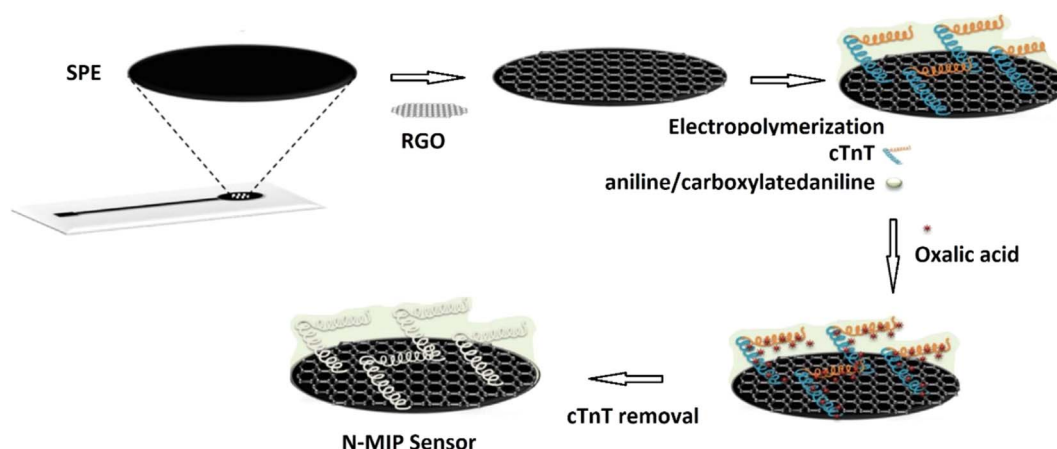 SPE
RGO
Electropolymerization
cTnT
aniline/carboxylatedaniline
Oxalic acid
cTnT removal
N-MIP Sensor